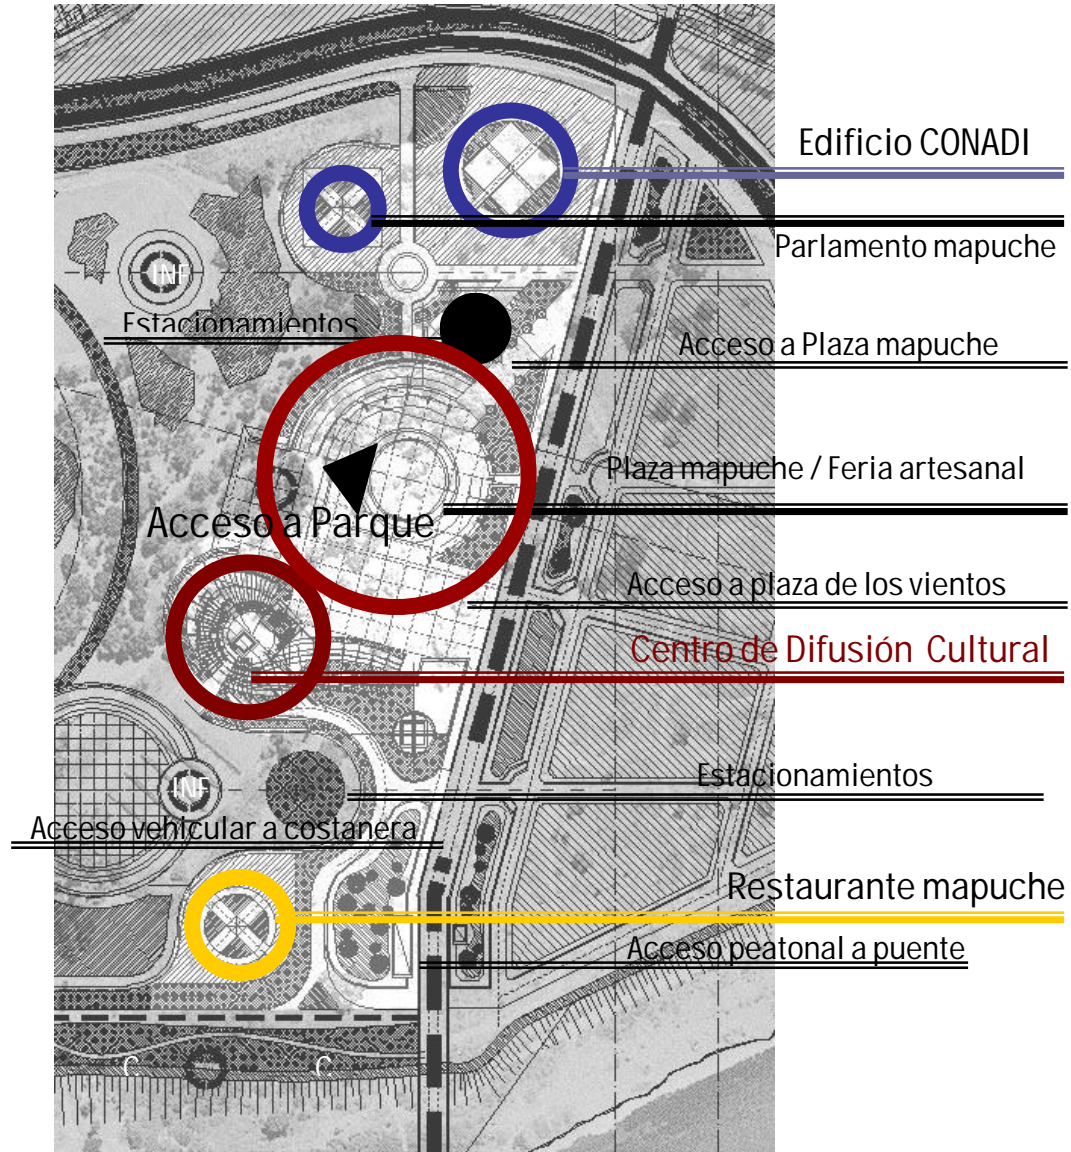 Edificio CONADI
Parlamento mapuche
INF
Estacionamientos
Acceso a Plaza mapuche
Plaza mapuche / Feria artesanal
Acceso a Parque
Acceso a plaza de los vientos
Centro de Difusión Cultural
Estacionamientos
INF
Acceso vehicular a costanera
Restaurante mapuche
Acceso peatonal a puente
C
C